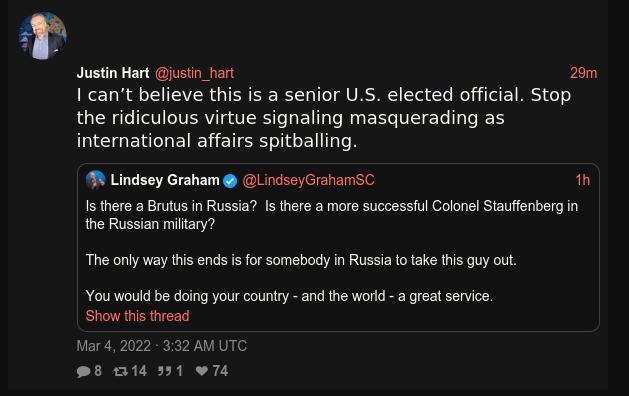 Justin Hart @justin_hart 29m
I can’t believe this is a senior U.S. elected official. Stop
the ridiculous virtue signaling masquerading as
international affairs spitballing.
Lindsey Graham @LindseyGrahamSC 1h
Is there a Brutus in Russia?  Is there a more successful Colonel Stauffenberg in
the Russian military?
The only way this ends is for somebody in Russia to take this guy out.
You would be doing your country - and the world - a great service.
Show this thread
Mar 4, 2022 · 3:32 AM UTC
8 14 1 74